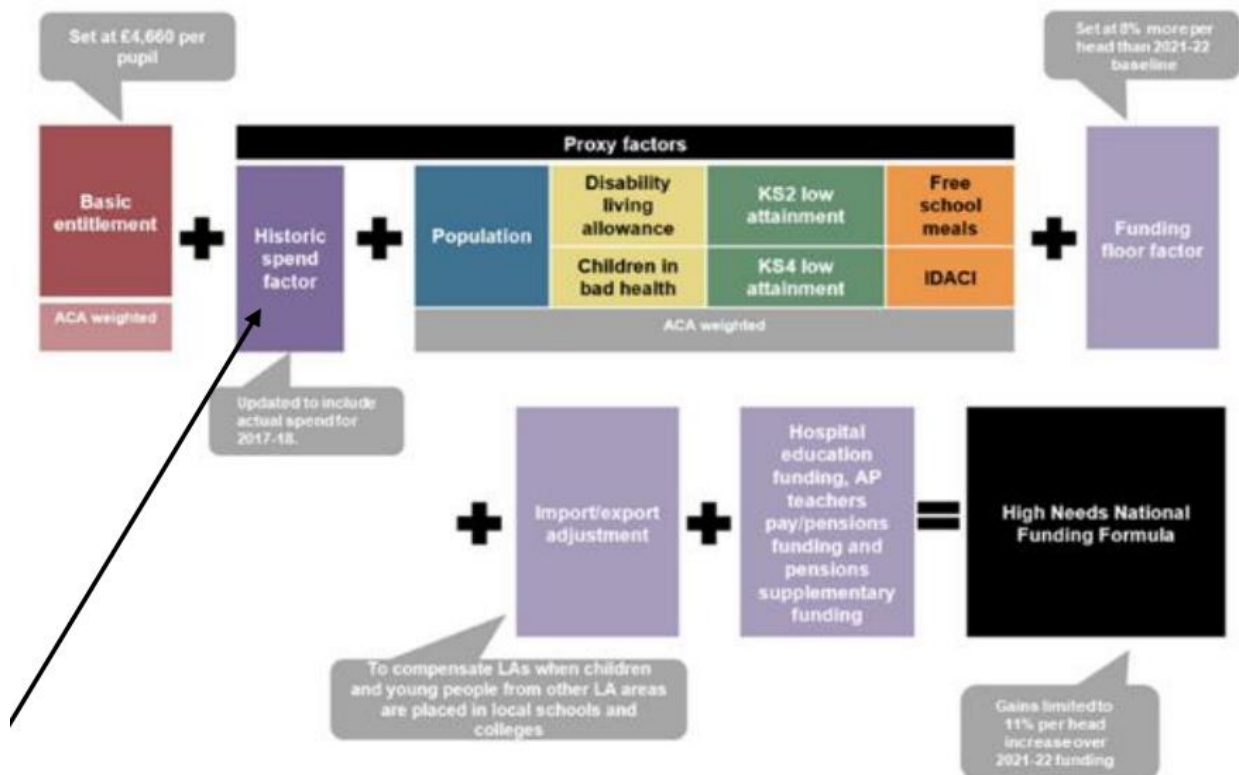 Set at £4,660 per
pupil
Set at 8% more per
head than 2021-22
baseline
Proxy factors
Basic
entitlement
ACA weighted
Historic
spend
factor
Population
Disability
living
allowance
Children in
bad health
KS2 low
attainment
KS4 low
attainment
Free
school
meals
IDACI
ACA weighted
Funding
floor factor
Updated to include
actual spend for
2017-18.
Import/export
adjustment
Hospital
education
funding, AP
teachers
pay/pensions
funding and
pensions
supplementary
funding
High Needs National
Funding Formula
To compensate LAs when children
and young people from other LA areas
are placed in local schools and
colleges
Gains limited to
11% per head
increase over
2021-22 funding